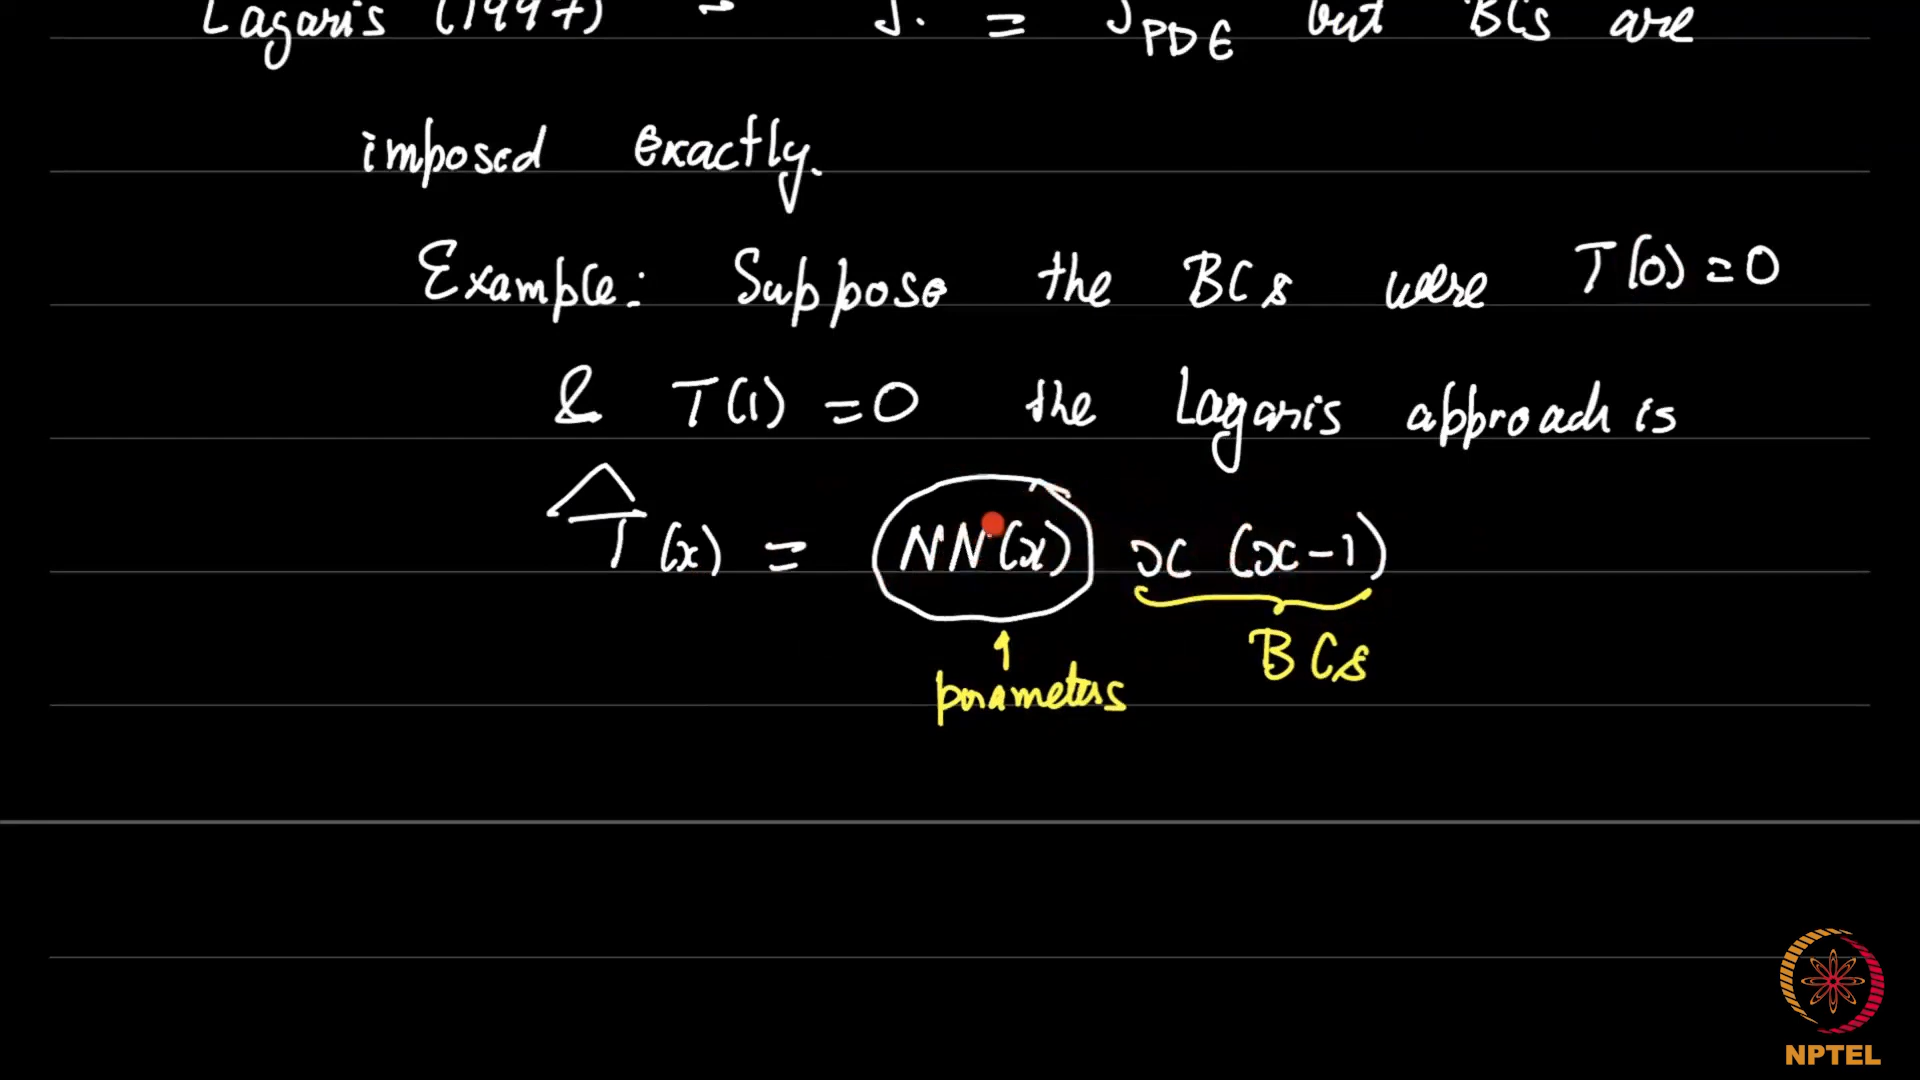 Lagaris (1997) - J = J_PDE but BCs are
imposed exactly.
Example: Suppose the BCs were T(0) = 0
& T(1) = 0 the Lagaris approach is
T̂(x) = NN(x) x (x-1)
parameters BCs
NPTEL